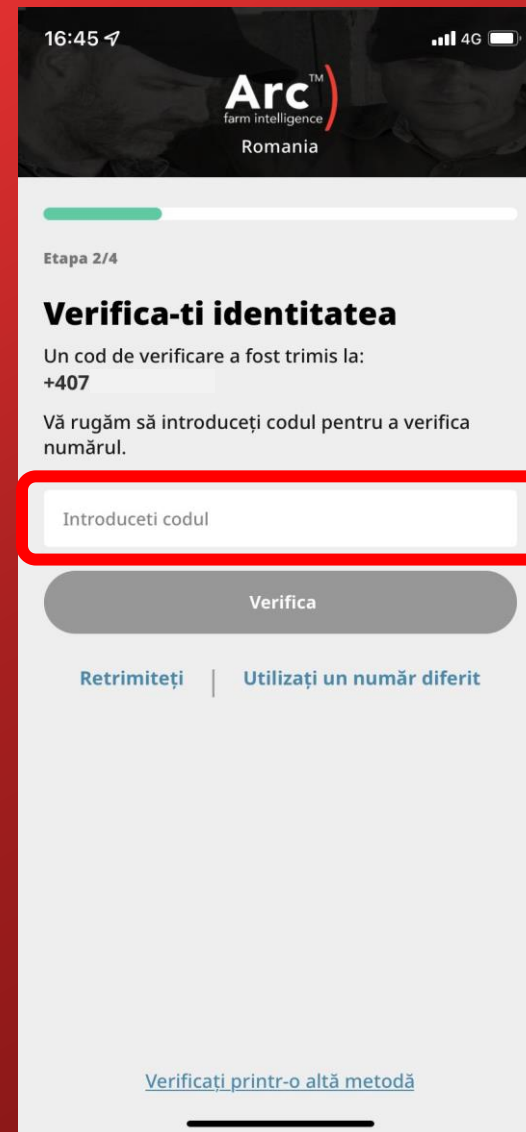 16:45
4G
Arc™
farm intelligence
Romania
Etapa 2/4
Verifica-ti identitatea
Un cod de verificare a fost trimis la:
+407
Vă rugăm să introduceți codul pentru a verifica
numărul.
Introduceti codul
Verifica
Retrimiteți | Utilizați un număr diferit
Verificați printr-o altă metodă